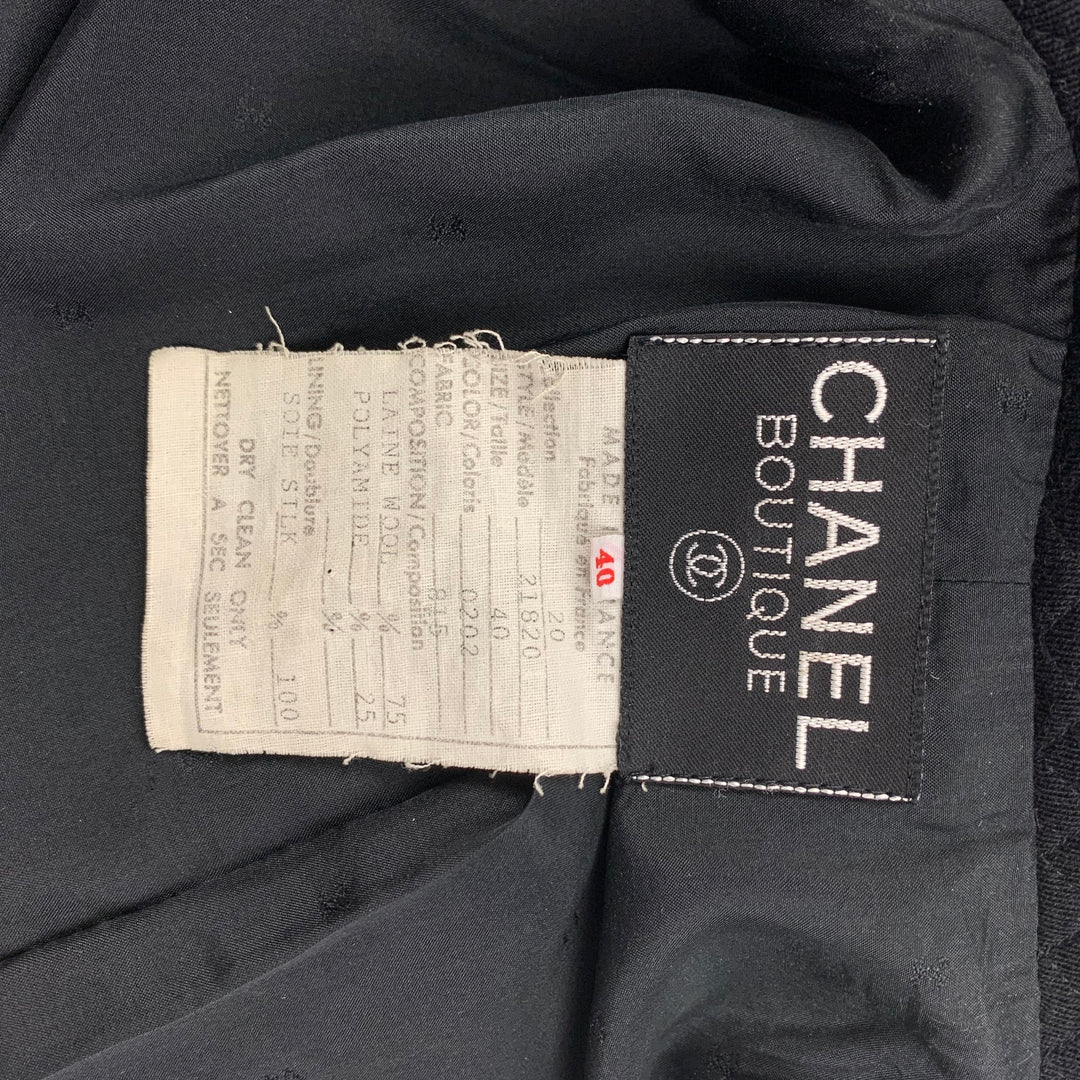 CHANEL
BOUTIQUE
MADE ANCE
40
Fabriqué en France
Collection 20
STYLE/Modèle 21820
SIZE/Taille 40
COLOR/Coloris 0202
FABRIC 815
COMPOSITION/Composition
LAINE WOOL % 75
POLYAMIDE % 25
%
LINING/Doublure
SOIE SILK % 100
DRY CLEAN ONLY
NETTOYER A SEC SEULEMENT